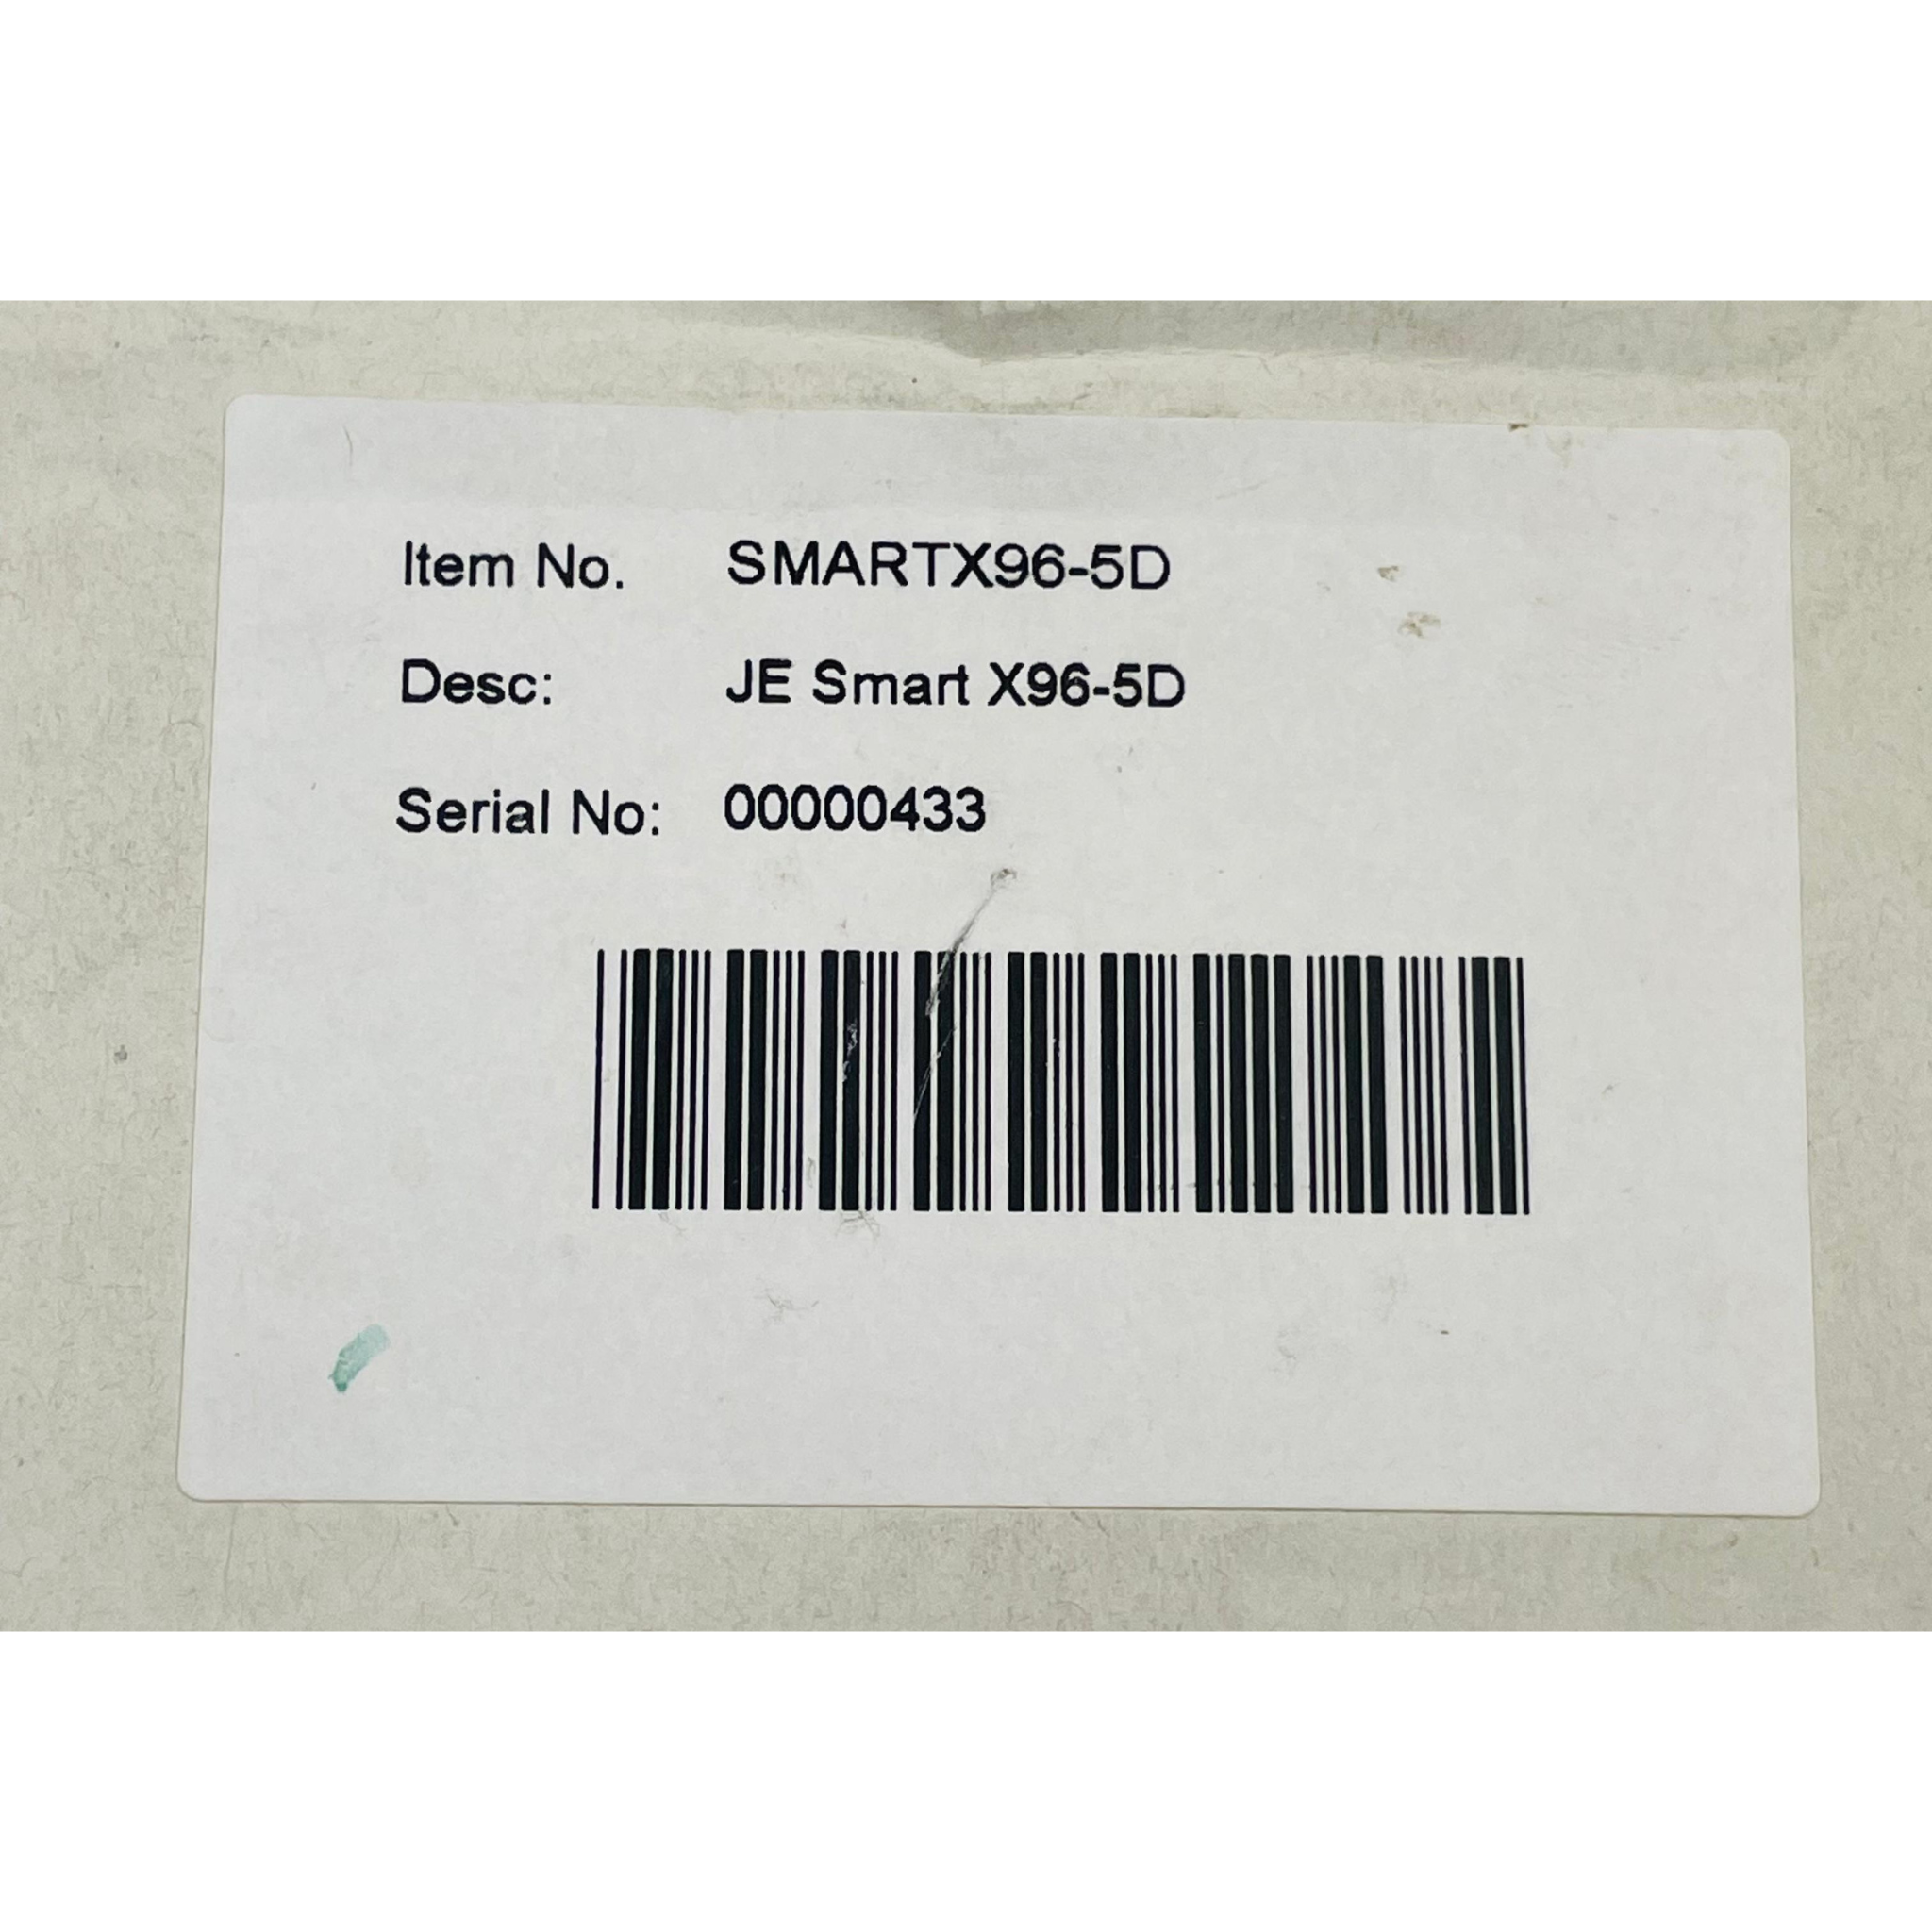 Item No. SMARTX96-5D
Desc: JE Smart X96-5D
Serial No: 00000433